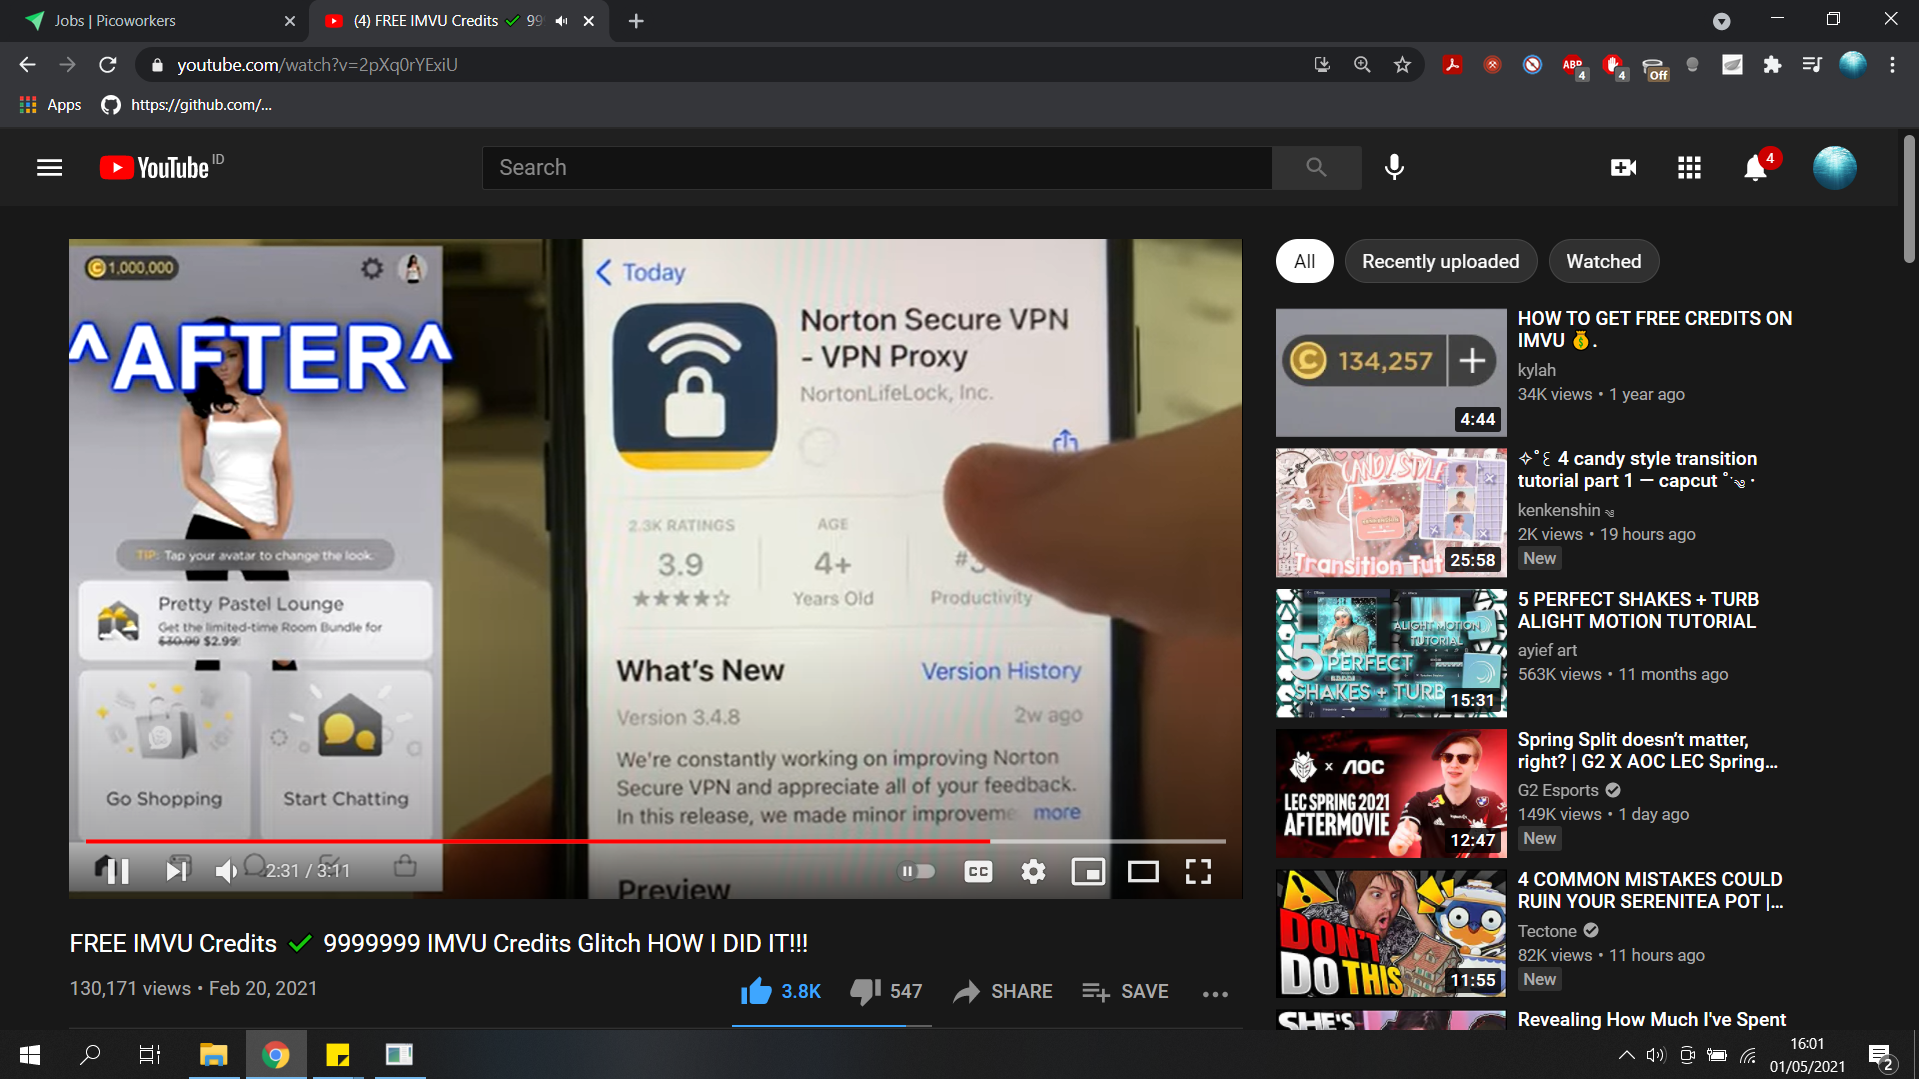 Jobs | Picoworkers
(4) FREE IMVU Credits ✔ 99
youtube.com/watch?v=2pXq0rYExiU
ABP
4
4
Off
Apps
https://github.com/...
YouTube ID
Search
4
1,000,000
^AFTER^
TIP: Tap your avatar to change the look.
Pretty Pastel Lounge
Get the limited-time Room Bundle for
$30.99 $2.99!
Go Shopping
Start Chatting
Today
Norton Secure VPN
- VPN Proxy
NortonLifeLock, Inc.
2.3K RATINGS
3.9
★★★★☆
AGE
4+
Years Old
Productivity
What's New
Version History
Version 3.4.8
2w ago
We're constantly working on improving Norton
Secure VPN and appreciate all of your feedback.
In this release, we made minor improveme
more
Preview
2:31 / 3:11
CC
FREE IMVU Credits ✔ 9999999 IMVU Credits Glitch HOW I DID IT!!!
130,171 views • Feb 20, 2021
3.8K
547
SHARE
SAVE
All
Recently uploaded
Watched
134,257
4:44
HOW TO GET FREE CREDITS ON
IMVU 💰.
kylah
34K views • 1 year ago
CANDY STYLE
Transition Tut
25:58
✧˚꒰ 4 candy style transition
tutorial part 1 — capcut ˚ˑ༄ ·
kenkenshin ༄
2K views • 19 hours ago
New
ALIGHT MOTION
TUTORIAL
5 PERFECT
SHAKES + TURB
15:31
5 PERFECT SHAKES + TURB
ALIGHT MOTION TUTORIAL
ayief art
563K views • 11 months ago
x AOC
LEC SPRING 2021
AFTERMOVIE
12:47
Spring Split doesn't matter,
right? | G2 X AOC LEC Spring...
G2 Esports
149K views • 1 day ago
New
DON'T
DO THIS
11:55
4 COMMON MISTAKES COULD
RUIN YOUR SERENITEA POT |...
Tectone
82K views • 11 hours ago
New
SHE'S
Revealing How Much I've Spent
16:01
01/05/2021
2